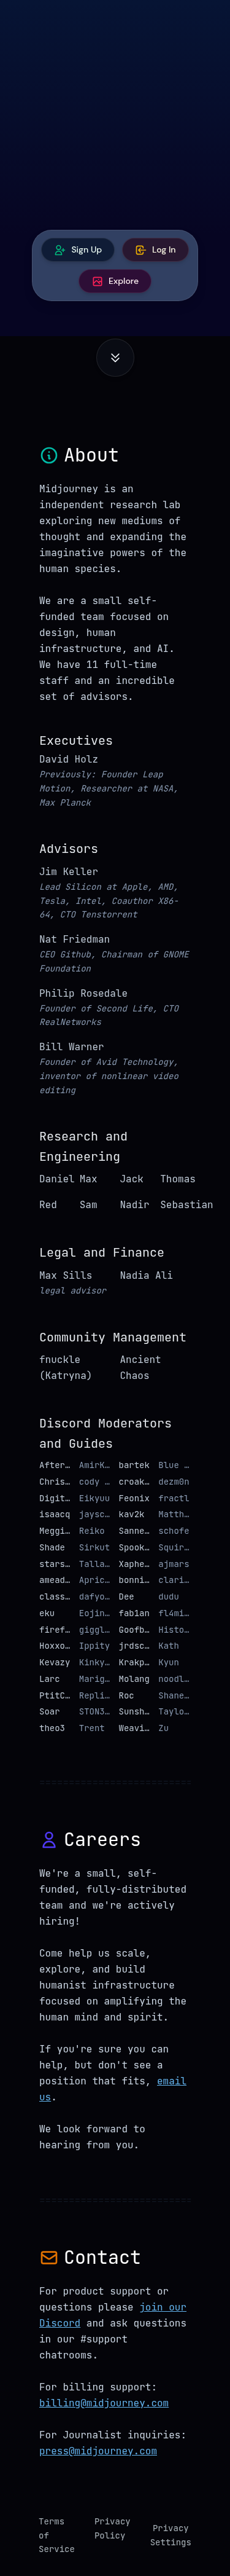 Sign Up
Log In
Explore
About
Midjourney is an
independent research lab
exploring new mediums of
thought and expanding the
imaginative powers of the
human species.
We are a small self-
funded team focused on
design, human
infrastructure, and AI.
We have 11 full-time
staff and an incredible
set of advisors.
Executives
David Holz
Previously: Founder Leap
Motion, Researcher at NASA,
Max Planck
Advisors
Jim Keller
Lead Silicon at Apple, AMD,
Tesla, Intel, Coauthor X86-
64, CTO Tenstorrent
Nat Friedman
CEO Github, Chairman of GNOME
Foundation
Philip Rosedale
Founder of Second Life, CTO
RealNetworks
Bill Warner
Founder of Avid Technology,
inventor of nonlinear video
editing
Research and
Engineering
Daniel Max Jack Thomas
Red Sam Nadir Sebastian
Legal and Finance
Max Sills Nadia Ali
legal advisor
Community Management
fnuckle Ancient
(Katryna) Chaos
Discord Moderators
and Guides
After… AmirK… bartek Blue …
Chris… cody … croak… dezm0n
Digit… Eikyuu Feonix fractl
isaacq jaysc… kav2k Matth…
Meggi… Reiko Sanne… schofe
Shade Sirkut Spook… Squir…
stars… Talla… Xaphe… ajmars
amead… Apric… bonni… clari…
class… dafyo… Dee dudu
eku Eojin… fab1an fl4mi…
firef… giggl… Goofb… Histo…
Hoxxo… Ippity jrdsc… Kath
Kevazy Kinky… Krakp… Kyun
Larc Marig… Molang noodl…
PtitC… Repli… Roc Shane…
Soar STON3… Sunsh… Taylo…
theo3 Trent Weavi… Zu
Careers
We're a small, self-
funded, fully-distributed
team and we're actively
hiring!
Come help us scale,
explore, and build
humanist infrastructure
focused on amplifying the
human mind and spirit.
If you're sure you can
help, but don't see a
position that fits, email
us.
We look forward to
hearing from you.
Contact
For product support or
questions please join our
Discord and ask questions
in our #support
chatrooms.
For billing support:
billing@midjourney.com
For Journalist inquiries:
press@midjourney.com
Terms of Service
Privacy Policy
Privacy Settings